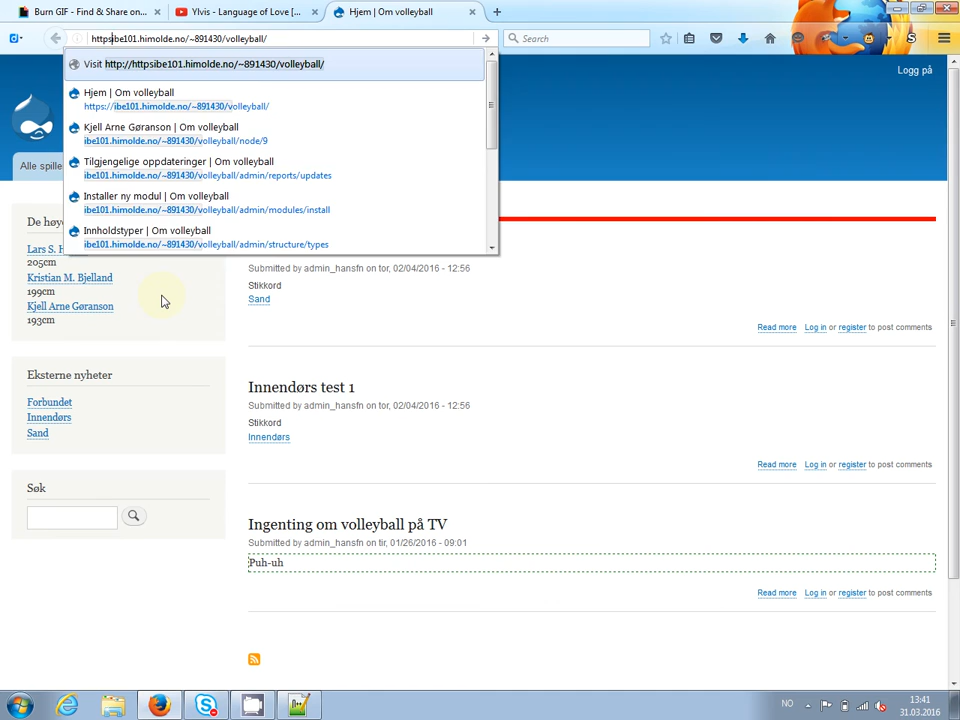 Burn GIF - Find & Share on...
Ylvis - Language of Love [...
Hjem | Om volleyball
httpsibe101.himolde.no/~891430/volleyball/
Search
Visit http://httpsibe101.himolde.no/~891430/volleyball/
Hjem | Om volleyball
https://ibe101.himolde.no/~891430/volleyball/
Kjell Arne Gøranson | Om volleyball
ibe101.himolde.no/~891430/volleyball/node/9
Tilgjengelige oppdateringer | Om volleyball
ibe101.himolde.no/~891430/volleyball/admin/reports/updates
Installer ny modul | Om volleyball
ibe101.himolde.no/~891430/volleyball/admin/modules/install
Innholdstyper | Om volleyball
ibe101.himolde.no/~891430/volleyball/admin/structure/types
Logg på
Alle spille
De høye
Lars S. H
205cm
Kristian M. Bjelland
199cm
Kjell Arne Gøranson
193cm
Eksterne nyheter
Forbundet
Innendørs
Sand
Søk
Submitted by admin_hansfn on tor, 02/04/2016 - 12:56
Stikkord
Sand
Read more Log in or register to post comments
Innendørs test 1
Submitted by admin_hansfn on tor, 02/04/2016 - 12:56
Stikkord
Innendørs
Read more Log in or register to post comments
Ingenting om volleyball på TV
Submitted by admin_hansfn on tir, 01/26/2016 - 09:01
Puh-uh
Read more Log in or register to post comments
NO
13:41
31.03.2016